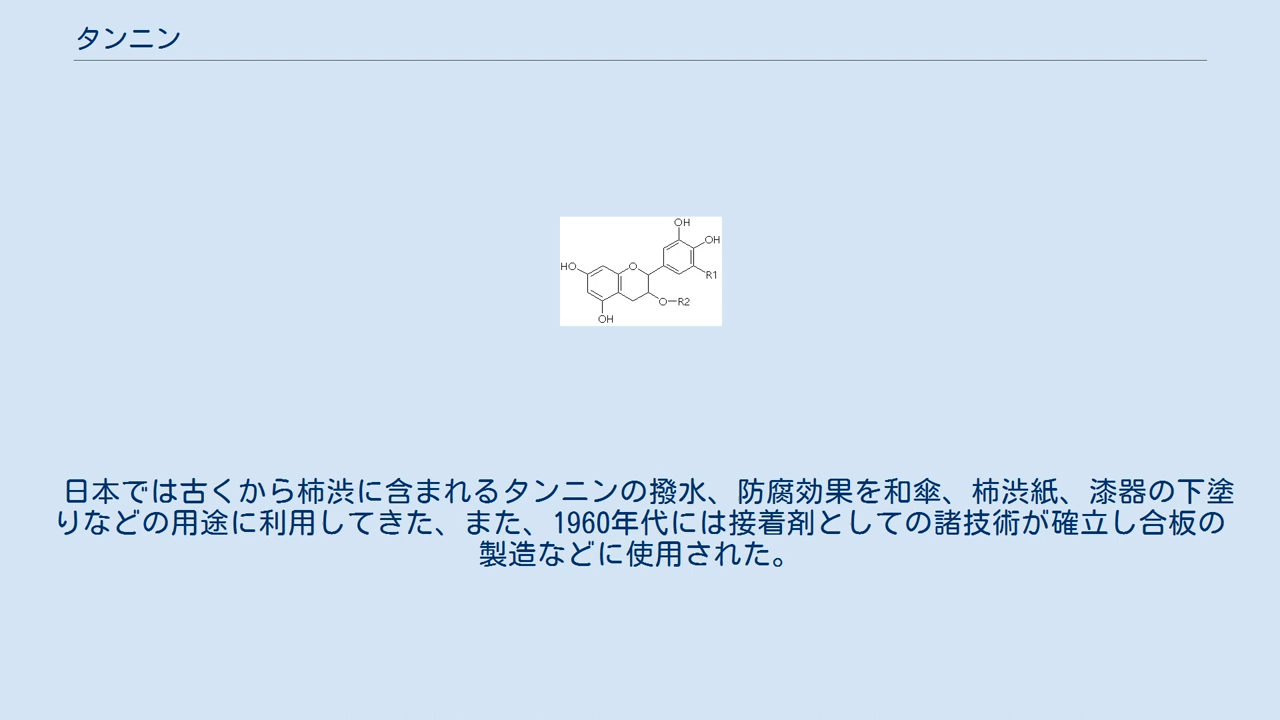 タンニン
OH
OH
HO
O
R1
O-R2
OH
日本では古くから柿渋に含まれるタンニンの撥水、防腐効果を和傘、柿渋紙、漆器の下塗
りなどの用途に利用してきた、また、1960年代には接着剤としての諸技術が確立し合板の
製造などに使用された。